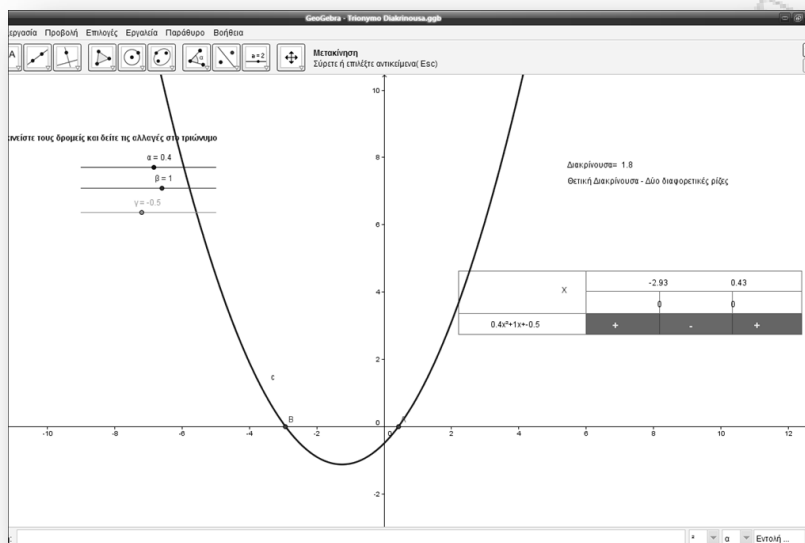 GeoGebra - Trionymo Diakrinousa.ggb
εργασία Προβολή Επιλογές Εργαλεία Παράθυρο Βοήθεια
A a=2 Μετακίνηση
Σύρετε ή επιλέξτε αντικείμενα( Esc)
τους δρομείς και δείτε τις αλλαγές στο τριώνυμο
α = 0.4
β = 1
γ = -0.5
Διακρίνουσα= 1.8
Θετική Διακρίνουσα - Δύο διαφορετικές ρίζες
X -2.93 0.43
0 0
0.4x²+1x+-0.5 + - +
10
8
6
4
2
0
-2
c
B A
-10 -8 -6 -4 -2 0 2 4 6 8 10 12
α Εντολή ...